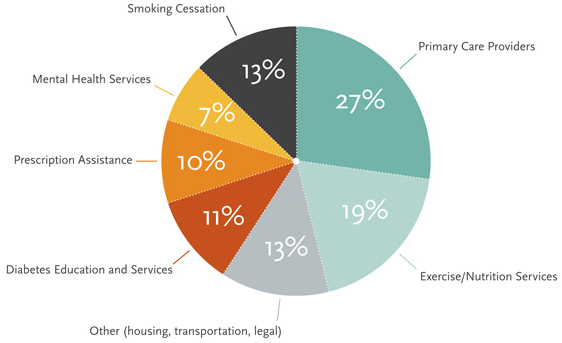 Smoking Cessation
13%
Primary Care Providers
27%
Mental Health Services
7%
Prescription Assistance
10%
19%
Exercise/Nutrition Services
11%
Diabetes Education and Services
13%
Other (housing, transportation, legal)